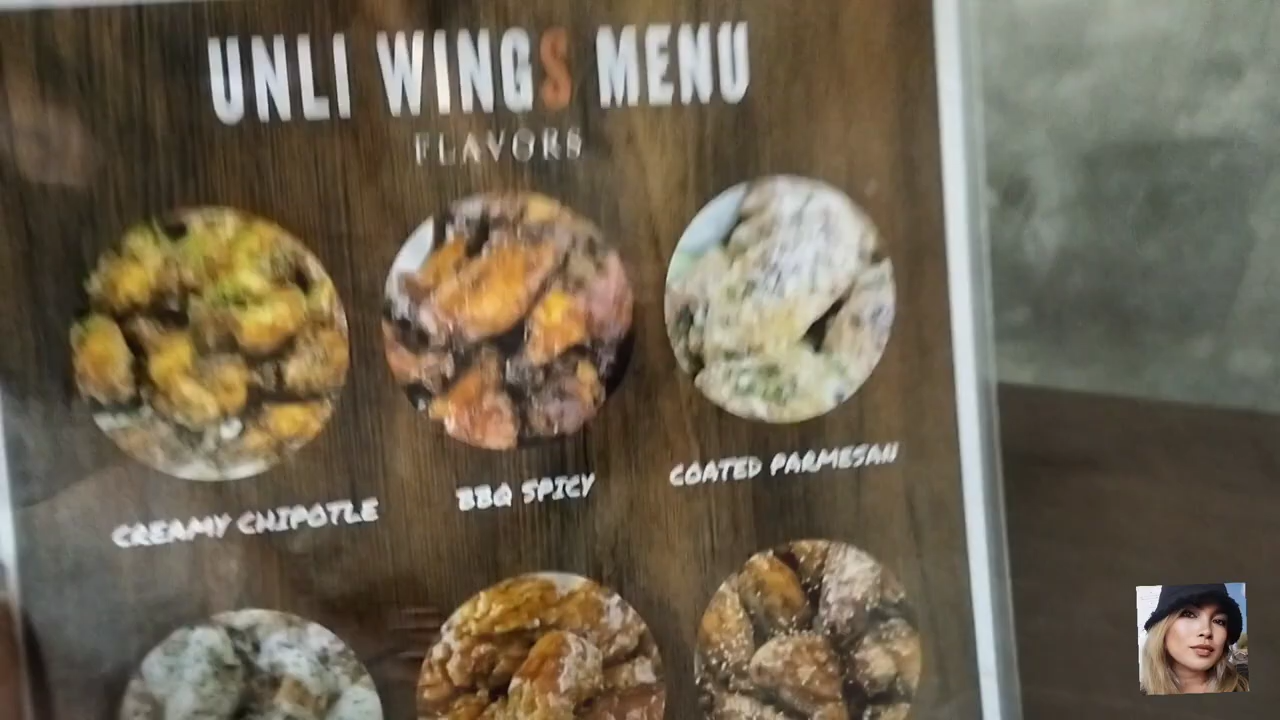 UNLI WINGS MENU
FLAVORS
CREAMY CHIPOTLE
BBQ SPICY
COATED PARMESAN